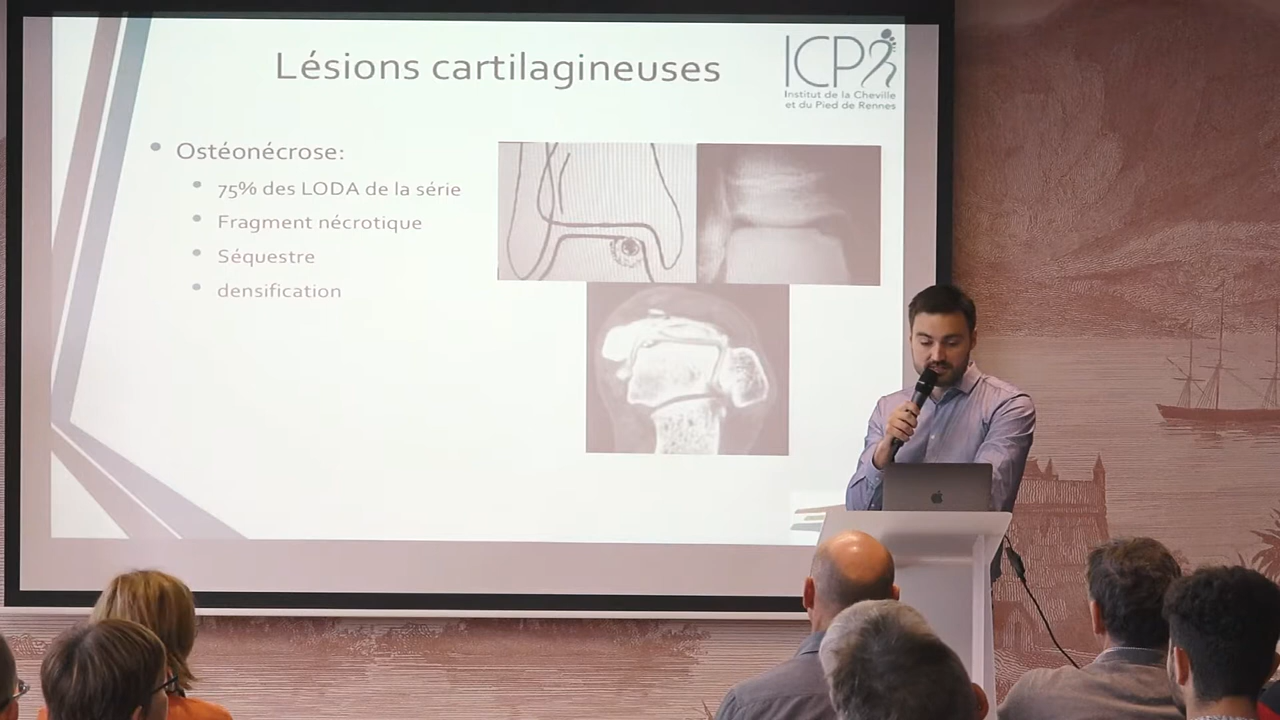 Lésions cartilagineuses
ICP
Institut de la Cheville
et du Pied de Rennes
Ostéonécrose:
75% des LODA de la série
Fragment nécrotique
Séquestre
densification